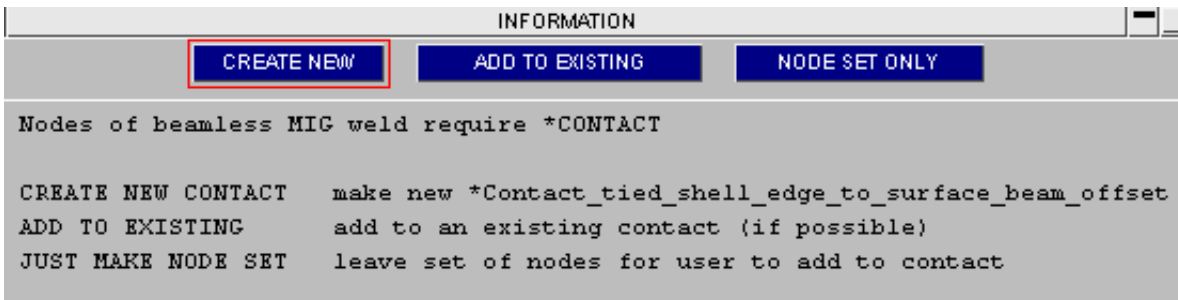 INFORMATION
CREATE NEW ADD TO EXISTING NODE SET ONLY
Nodes of beamless MIG weld require *CONTACT
CREATE NEW CONTACT make new *Contact_tied_shell_edge_to_surface_beam_offset
ADD TO EXISTING add to an existing contact (if possible)
JUST MAKE NODE SET leave set of nodes for user to add to contact